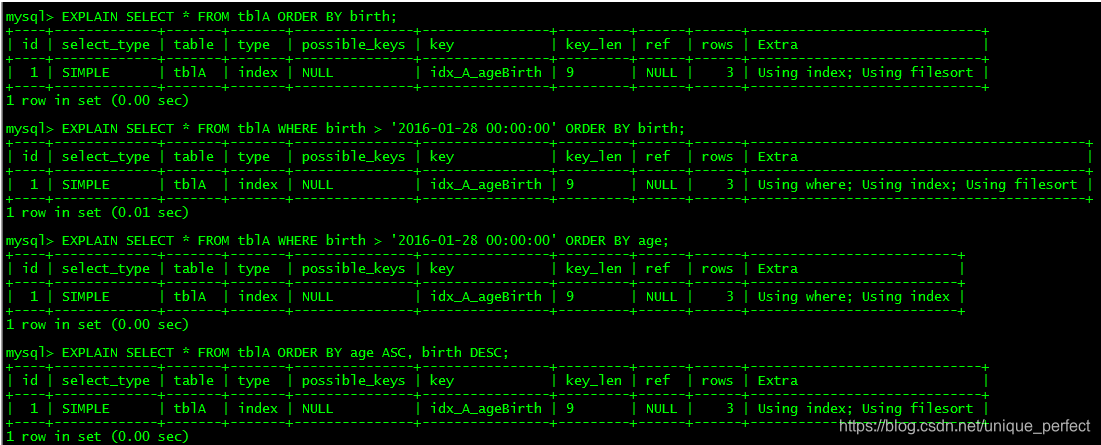 mysql> EXPLAIN SELECT * FROM tblA ORDER BY birth;
+----+-------------+-------+-------+---------------+----------------+---------+------+------+-----------------------------+
| id | select_type | table | type | possible_keys | key | key_len | ref | rows | Extra |
+----+-------------+-------+-------+---------------+----------------+---------+------+------+-----------------------------+
| 1 | SIMPLE | tblA | index | NULL | idx_A_ageBirth | 9 | NULL | 3 | Using index; Using filesort |
+----+-------------+-------+-------+---------------+----------------+---------+------+------+-----------------------------+
1 row in set (0.00 sec)
mysql> EXPLAIN SELECT * FROM tblA WHERE birth > '2016-01-28 00:00:00' ORDER BY birth;
+----+-------------+-------+-------+---------------+----------------+---------+------+------+------------------------------------------+
| id | select_type | table | type | possible_keys | key | key_len | ref | rows | Extra |
+----+-------------+-------+-------+---------------+----------------+---------+------+------+------------------------------------------+
| 1 | SIMPLE | tblA | index | NULL | idx_A_ageBirth | 9 | NULL | 3 | Using where; Using index; Using filesort |
+----+-------------+-------+-------+---------------+----------------+---------+------+------+------------------------------------------+
1 row in set (0.01 sec)
mysql> EXPLAIN SELECT * FROM tblA WHERE birth > '2016-01-28 00:00:00' ORDER BY age;
+----+-------------+-------+-------+---------------+----------------+---------+------+------+--------------------------+
| id | select_type | table | type | possible_keys | key | key_len | ref | rows | Extra |
+----+-------------+-------+-------+---------------+----------------+---------+------+------+--------------------------+
| 1 | SIMPLE | tblA | index | NULL | idx_A_ageBirth | 9 | NULL | 3 | Using where; Using index |
+----+-------------+-------+-------+---------------+----------------+---------+------+------+--------------------------+
1 row in set (0.00 sec)
mysql> EXPLAIN SELECT * FROM tblA ORDER BY age ASC, birth DESC;
+----+-------------+-------+-------+---------------+----------------+---------+------+------+-----------------------------+
| id | select_type | table | type | possible_keys | key | key_len | ref | rows | Extra |
+----+-------------+-------+-------+---------------+----------------+---------+------+------+-----------------------------+
| 1 | SIMPLE | tblA | index | NULL | idx_A_ageBirth | 9 | NULL | 3 | Using index; Using filesort |
+----+-------------+-------+-------+---------------+----------------+---------+------+------+-----------------------------+
1 row in set (0.00 sec)
https://blog.csdn.net/unique_perfect